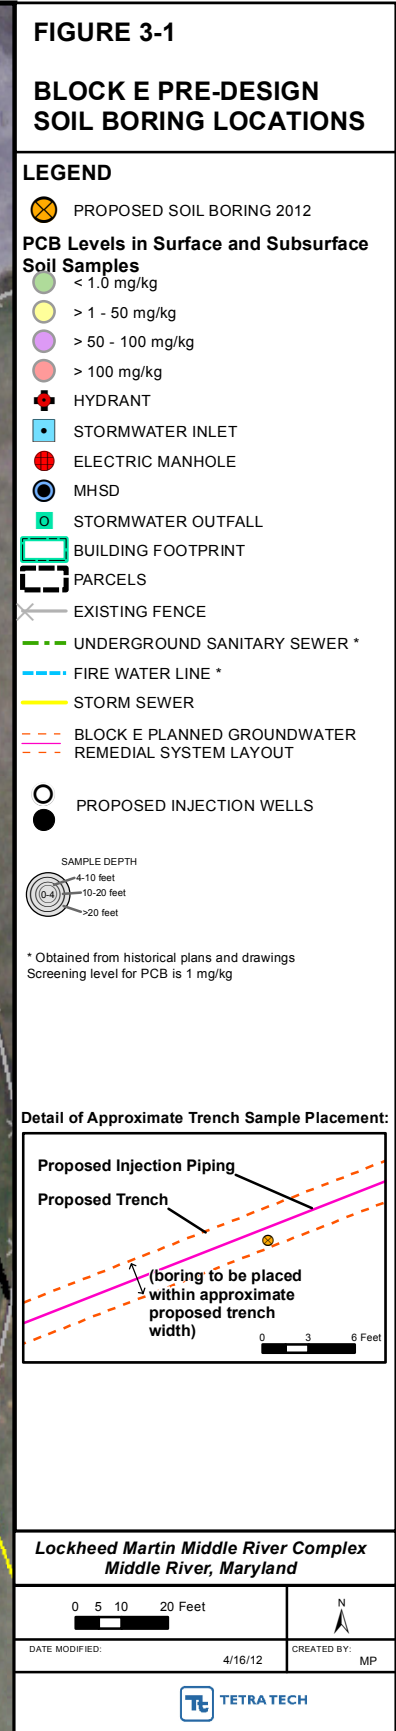 FIGURE 3-1
BLOCK E PRE-DESIGN
SOIL BORING LOCATIONS
LEGEND
PROPOSED SOIL BORING 2012
PCB Levels in Surface and Subsurface
Soil Samples
< 1.0 mg/kg
> 1 - 50 mg/kg
> 50 - 100 mg/kg
> 100 mg/kg
HYDRANT
STORMWATER INLET
ELECTRIC MANHOLE
MHSD
O STORMWATER OUTFALL
BUILDING FOOTPRINT
PARCELS
EXISTING FENCE
UNDERGROUND SANITARY SEWER *
FIRE WATER LINE *
STORM SEWER
BLOCK E PLANNED GROUNDWATER
REMEDIAL SYSTEM LAYOUT
PROPOSED INJECTION WELLS
SAMPLE DEPTH
4-10 feet
0-4 10-20 feet
>20 feet
* Obtained from historical plans and drawings
Screening level for PCB is 1 mg/kg
Detail of Approximate Trench Sample Placement:
Proposed Injection Piping
Proposed Trench
(boring to be placed
within approximate
proposed trench
width)
0 3 6 Feet
Lockheed Martin Middle River Complex
Middle River, Maryland
0 5 10 20 Feet
N
DATE MODIFIED: 4/16/12
CREATED BY: MP
Tt TETRA TECH